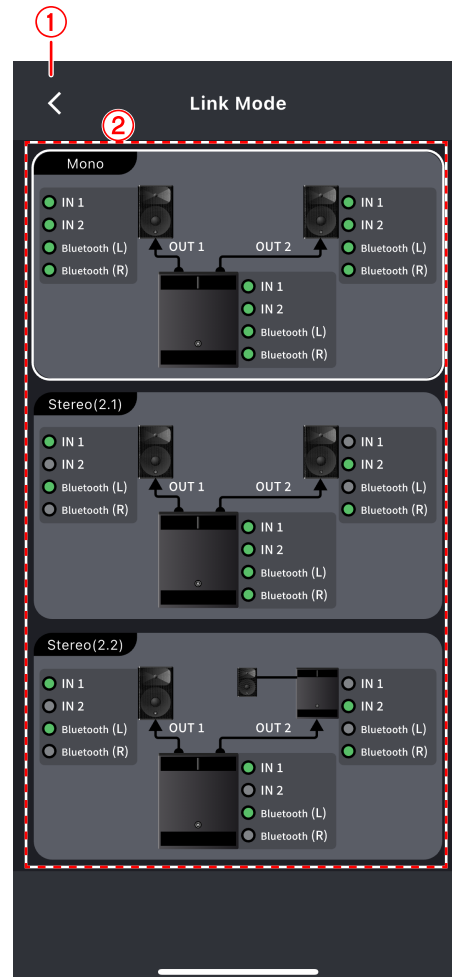 ①
Link Mode
②
Mono
IN 1
IN 2
Bluetooth (L)
Bluetooth (R)
OUT 1
OUT 2
IN 1
IN 2
Bluetooth (L)
Bluetooth (R)
IN 1
IN 2
Bluetooth (L)
Bluetooth (R)
Stereo(2.1)
IN 1
IN 2
Bluetooth (L)
Bluetooth (R)
OUT 1
OUT 2
IN 1
IN 2
Bluetooth (L)
Bluetooth (R)
IN 1
IN 2
Bluetooth (L)
Bluetooth (R)
Stereo(2.2)
IN 1
IN 2
Bluetooth (L)
Bluetooth (R)
OUT 1
OUT 2
IN 1
IN 2
Bluetooth (L)
Bluetooth (R)
IN 1
IN 2
Bluetooth (L)
Bluetooth (R)